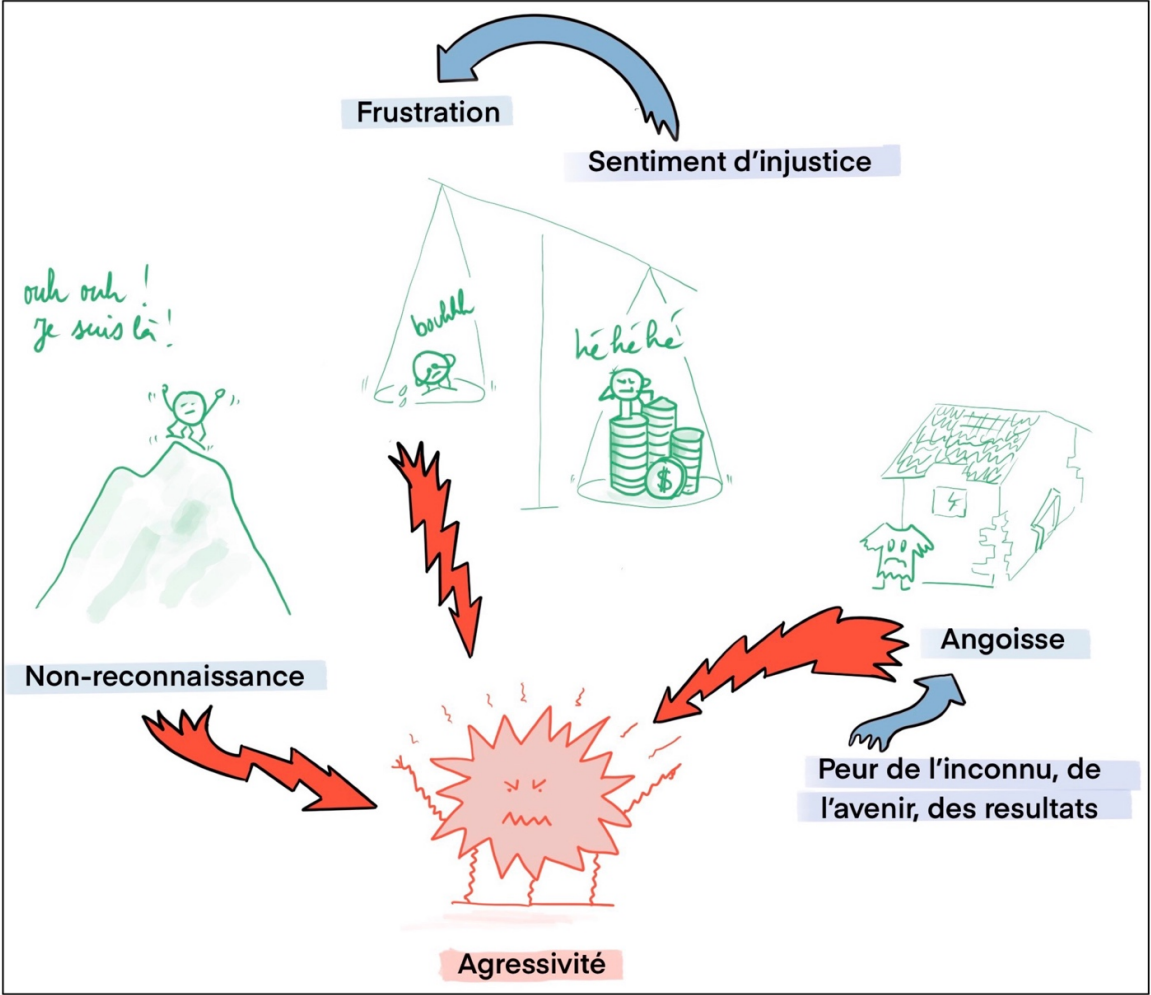 Frustration
Sentiment d'injustice
ouh ouh !
Je suis là !
bouhhh
hé hé hé
$
Angoisse
Non-reconnaissance
Peur de l'inconnu, de
l'avenir, des resultats
Agressivité